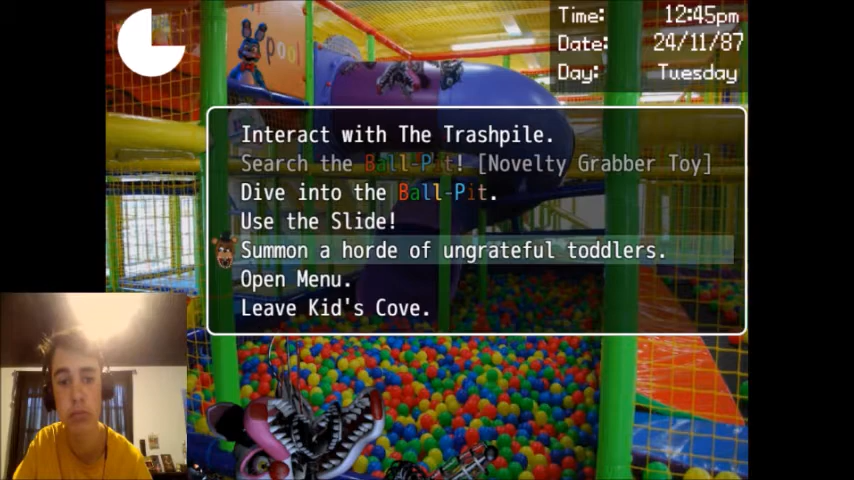 pool
Time: 12:45pm
Date: 24/11/87
Day: Tuesday
Interact with The Trashpile.
Search the Ball-Pit! [Novelty Grabber Toy]
Dive into the Ball-Pit.
Use the Slide!
Summon a horde of ungrateful toddlers.
Open Menu.
Leave Kid's Cove.